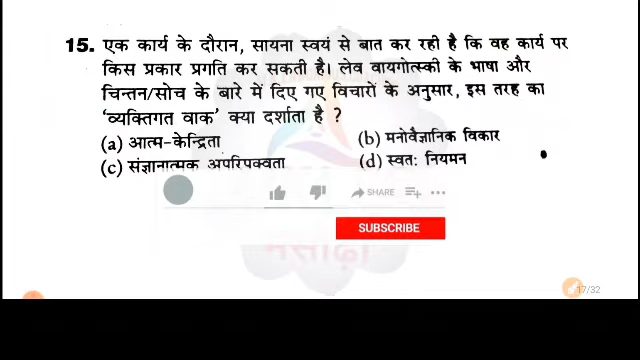 15. एक कार्य के दौरान, सायना स्वयं से बात कर रही है कि वह कार्य पर
किस प्रकार प्रगति कर सकती है। लेव वायगोत्स्की के भाषा और
चिन्तन/सोच के बारे में दिए गए विचारों के अनुसार, इस तरह का
'व्यक्तिगत वाक' क्या दर्शाता है ?
(a) आत्म-केन्द्रिता (b) मनोवैज्ञानिक विकार
(c) संज्ञानात्मक अपरिपक्वता (d) स्वतः नियमन
SHARE
SUBSCRIBE
17/32